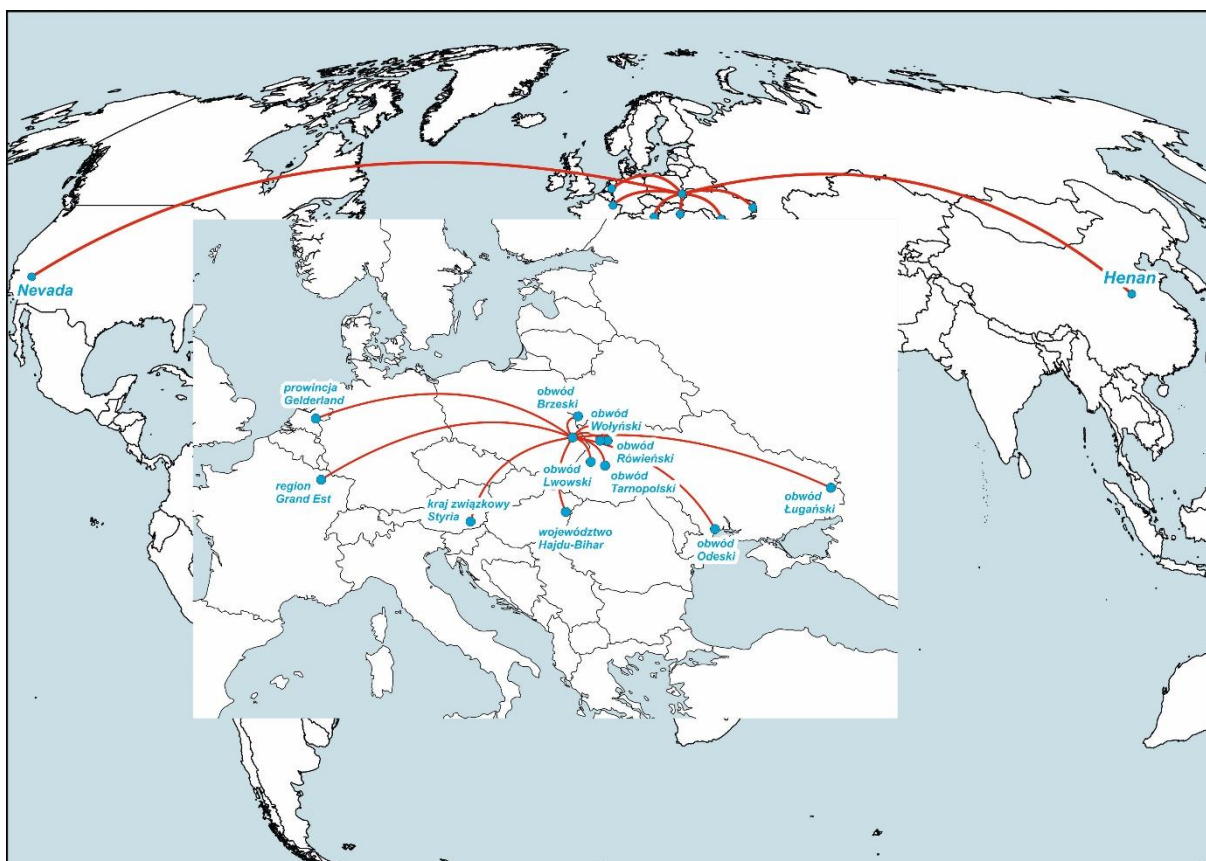 Nevada
Henan
prowincja
Gelderland
obwód
Brzeski
obwód
Wołyński
obwód
Rówieński
obwód
Lwowski
obwód
Tarnopolski
region
Grand Est
kraj związkowy
Styria
województwo
Hajdu-Bihar
obwód
Ługański
obwód
Odeski